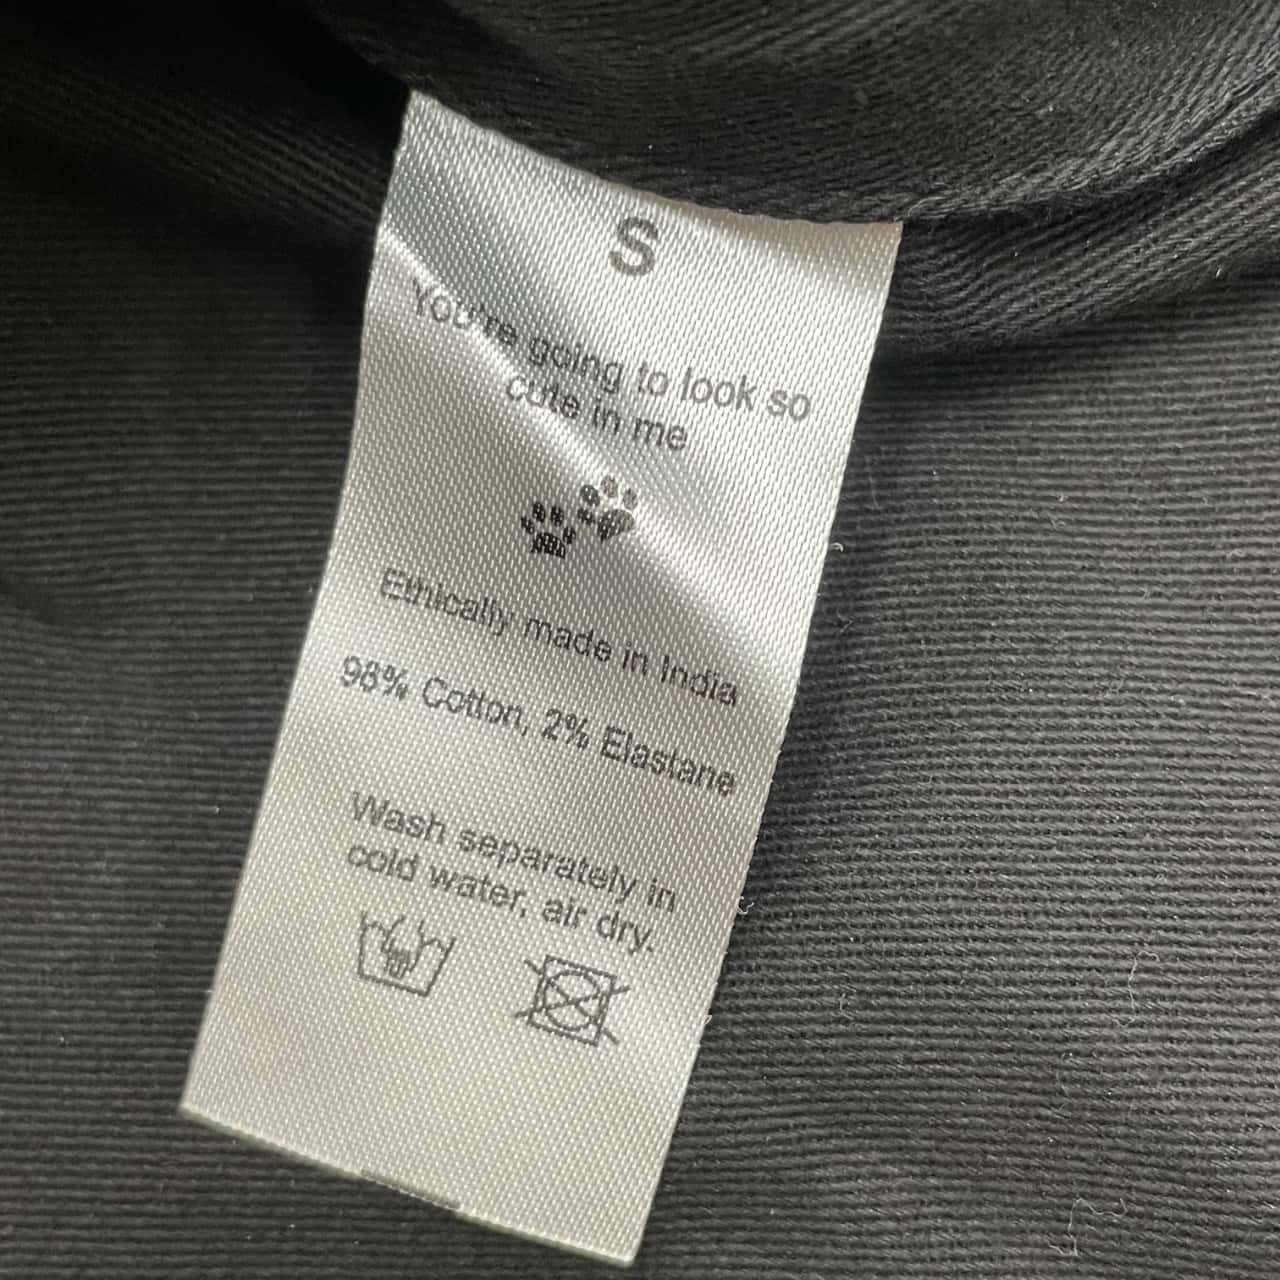 S
You're going to look so
cute in me
Ethically made in India
98% Cotton, 2% Elastane
Wash separately in
cold water, air dry.